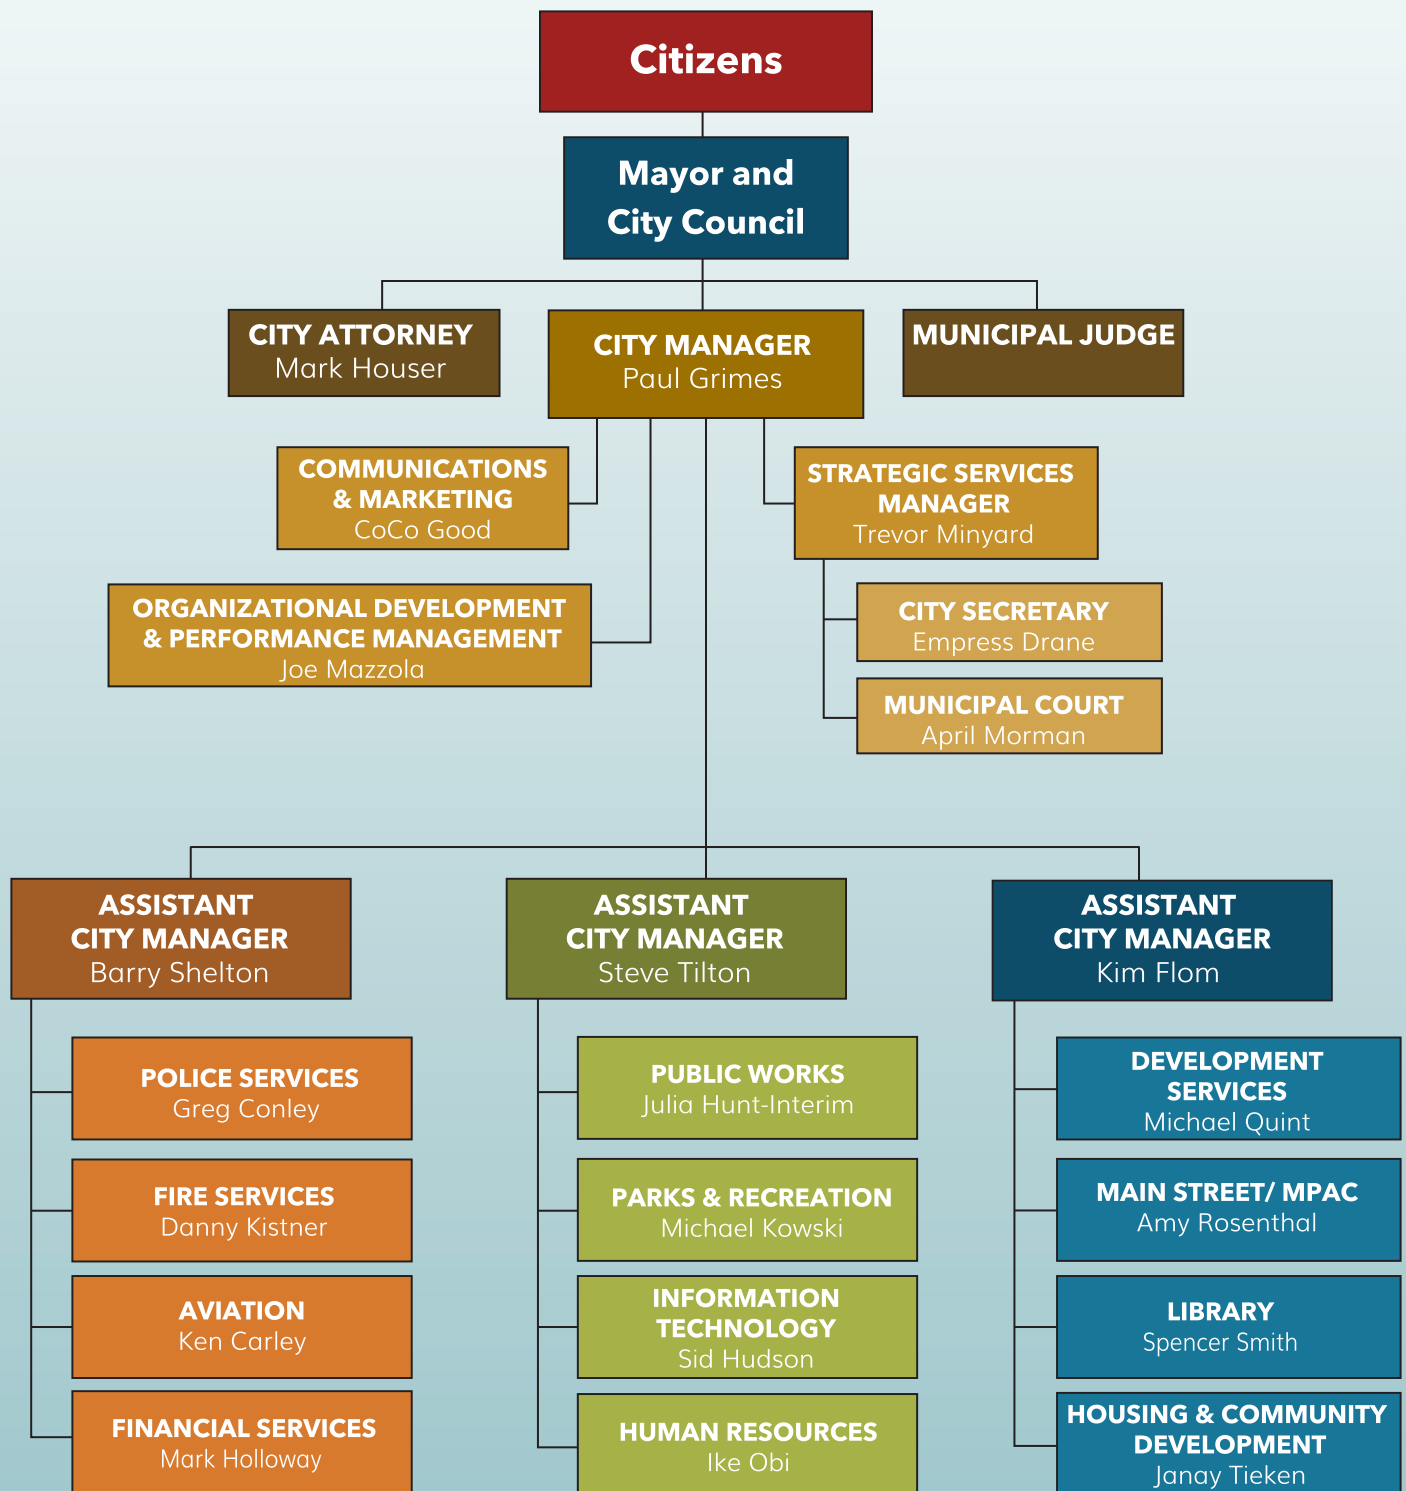 Citizens
Mayor and
City Council
CITY ATTORNEY
Mark Houser
CITY MANAGER
Paul Grimes
MUNICIPAL JUDGE
COMMUNICATIONS
& MARKETING
CoCo Good
STRATEGIC SERVICES
MANAGER
Trevor Minyard
ORGANIZATIONAL DEVELOPMENT
& PERFORMANCE MANAGEMENT
Joe Mazzola
CITY SECRETARY
Empress Drane
MUNICIPAL COURT
April Morman
ASSISTANT
CITY MANAGER
Barry Shelton
POLICE SERVICES
Greg Conley
FIRE SERVICES
Danny Kistner
AVIATION
Ken Carley
FINANCIAL SERVICES
Mark Holloway
ASSISTANT
CITY MANAGER
Steve Tilton
PUBLIC WORKS
Julia Hunt-Interim
PARKS & RECREATION
Michael Kowski
INFORMATION
TECHNOLOGY
Sid Hudson
HUMAN RESOURCES
Ike Obi
ASSISTANT
CITY MANAGER
Kim Flom
DEVELOPMENT
SERVICES
Michael Quint
MAIN STREET/ MPAC
Amy Rosenthal
LIBRARY
Spencer Smith
HOUSING & COMMUNITY
DEVELOPMENT
Janay Tieken